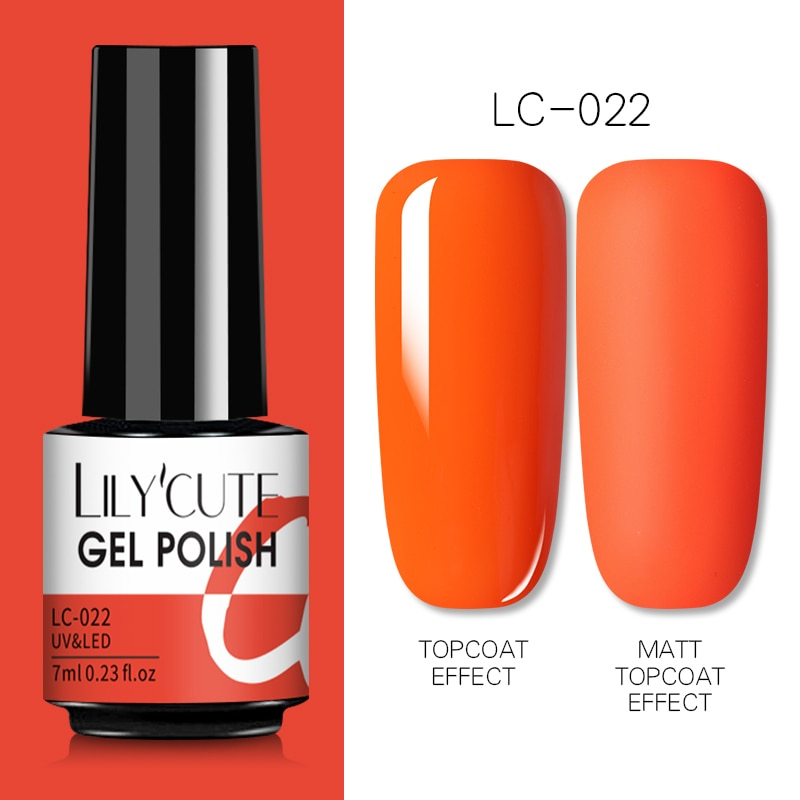 LILY'CUTE
GEL POLISH
LC-022
UV&LED
7ml 0.23 fl.oz
LC-022
TOPCOAT
EFFECT
MATT
TOPCOAT
EFFECT